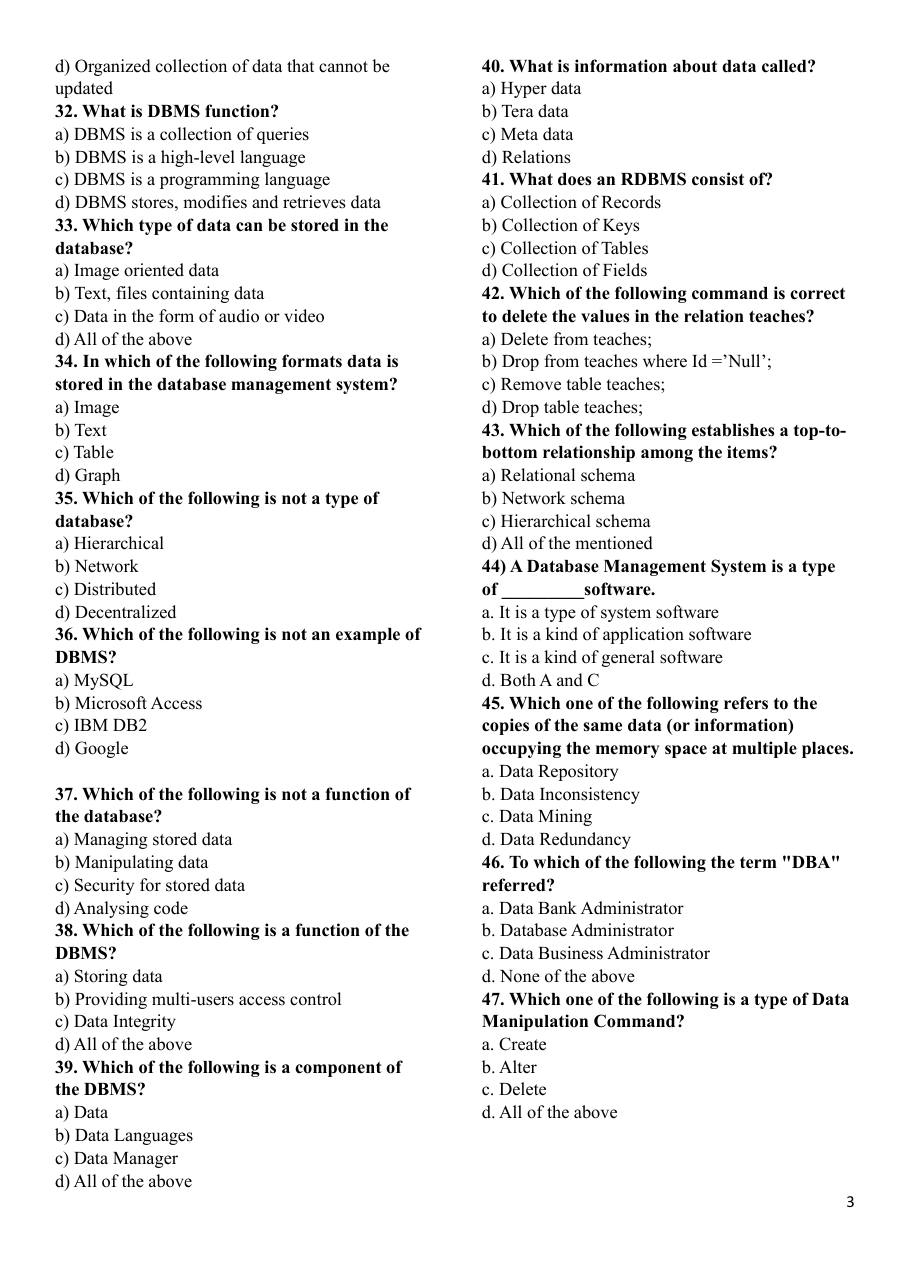 d) Organized collection of data that cannot be
updated
32. What is DBMS function?
a) DBMS is a collection of queries
b) DBMS is a high-level language
c) DBMS is a programming language
d) DBMS stores, modifies and retrieves data
33. Which type of data can be stored in the
database?
a) Image oriented data
b) Text, files containing data
c) Data in the form of audio or video
d) All of the above
34. In which of the following formats data is
stored in the database management system?
a) Image
b) Text
c) Table
d) Graph
35. Which of the following is not a type of
database?
a) Hierarchical
b) Network
c) Distributed
d) Decentralized
36. Which of the following is not an example of
DBMS?
a) MySQL
b) Microsoft Access
c) IBM DB2
d) Google
37. Which of the following is not a function of
the database?
a) Managing stored data
b) Manipulating data
c) Security for stored data
d) Analysing code
38. Which of the following is a function of the
DBMS?
a) Storing data
b) Providing multi-users access control
c) Data Integrity
d) All of the above
39. Which of the following is a component of
the DBMS?
a) Data
b) Data Languages
c) Data Manager
d) All of the above
40. What is information about data called?
a) Hyper data
b) Tera data
c) Meta data
d) Relations
41. What does an RDBMS consist of?
a) Collection of Records
b) Collection of Keys
c) Collection of Tables
d) Collection of Fields
42. Which of the following command is correct
to delete the values in the relation teaches?
a) Delete from teaches;
b) Drop from teaches where Id =’Null’;
c) Remove table teaches;
d) Drop table teaches;
43. Which of the following establishes a top-to-
bottom relationship among the items?
a) Relational schema
b) Network schema
c) Hierarchical schema
d) All of the mentioned
44) A Database Management System is a type
of _________software.
a. It is a type of system software
b. It is a kind of application software
c. It is a kind of general software
d. Both A and C
45. Which one of the following refers to the
copies of the same data (or information)
occupying the memory space at multiple places.
a. Data Repository
b. Data Inconsistency
c. Data Mining
d. Data Redundancy
46. To which of the following the term "DBA"
referred?
a. Data Bank Administrator
b. Database Administrator
c. Data Business Administrator
d. None of the above
47. Which one of the following is a type of Data
Manipulation Command?
a. Create
b. Alter
c. Delete
d. All of the above
3